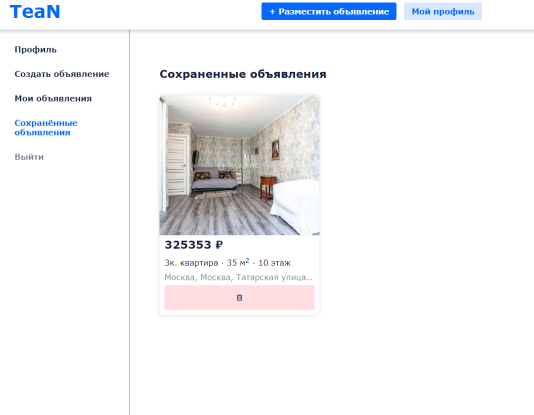 TeaN
+ Разместить объявление
Мой профиль
Профиль
Создать объявление
Мои объявления
Сохранённые
объявления
Выйти
Сохраненные объявления
325353 ₽
3к. квартира · 35 м² · 10 этаж
Москва, Москва, Татарская улица...